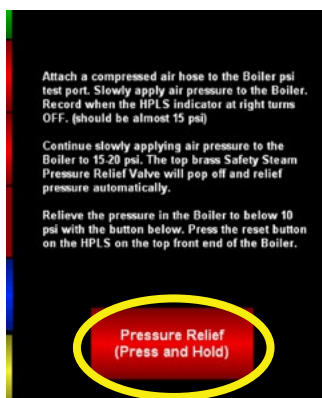 Attach a compressed air hose to the Boiler psi
test port. Slowly apply air pressure to the Boiler.
Record when the HPLS indicator at right turns
OFF. (should be almost 15 psi)
Continue slowly applying air pressure to the
Boiler to 15-20 psi. The top brass Safety Steam
Pressure Relief Valve will pop off and relief
pressure automatically.
Relieve the pressure in the Boiler to below 10
psi with the button below. Press the reset button
on the HPLS on the top front end of the Boiler.
Pressure Relief
(Press and Hold)